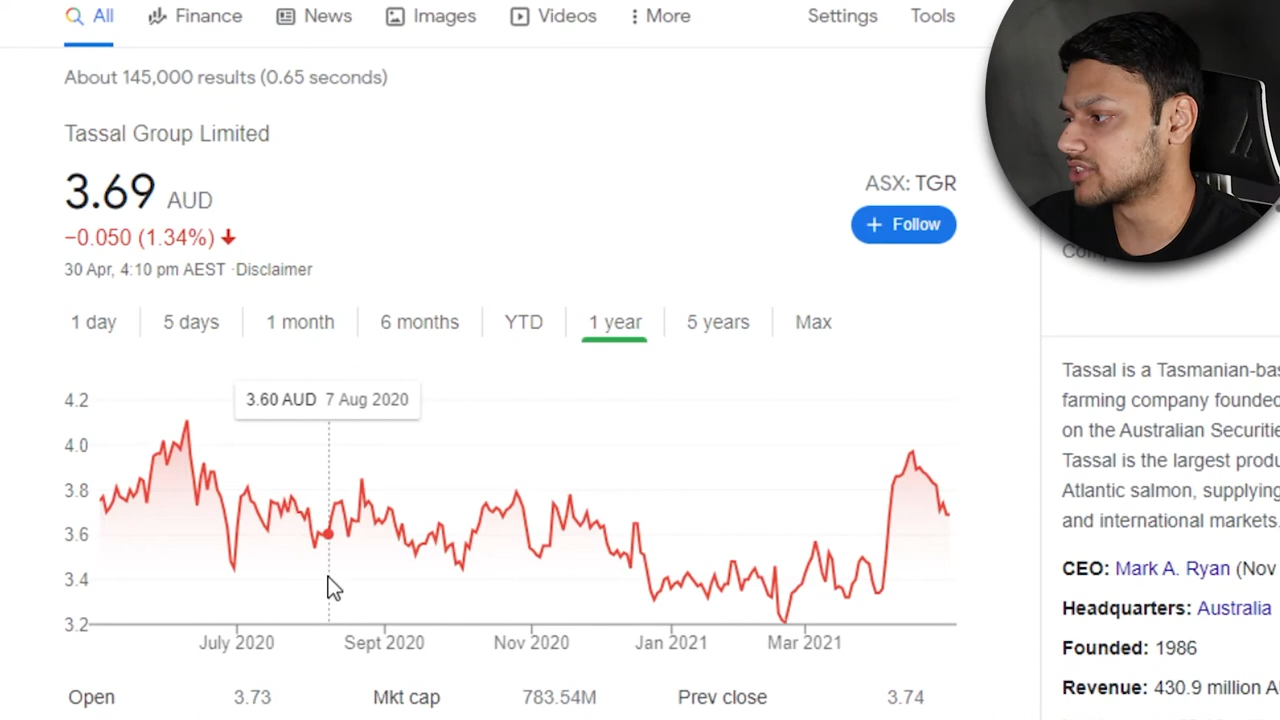 All Finance News Images Videos More Settings Tools
About 145,000 results (0.65 seconds)
Tassal Group Limited
3.69 AUD
ASX: TGR
−0.050 (1.34%)
+ Follow
30 Apr, 4:10 pm AEST ·Disclaimer
1 day 5 days 1 month 6 months YTD 1 year 5 years Max
3.60 AUD 7 Aug 2020
4.2
4.0
3.8
3.6
3.4
3.2
July 2020 Sept 2020 Nov 2020 Jan 2021 Mar 2021
Open 3.73 Mkt cap 783.54M Prev close 3.74
Tassal is a Tasmanian-bas
farming company founded
on the Australian Securitie
Tassal is the largest produ
Atlantic salmon, supplying
and international markets.
CEO: Mark A. Ryan (Nov
Headquarters: Australia
Founded: 1986
Revenue: 430.9 million A